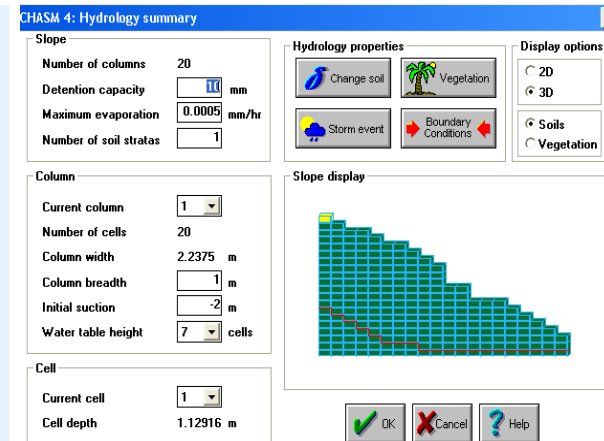 CHASM 4: Hydrology summary
Slope
Number of columns 20
Detention capacity 10 mm
Maximum evaporation 0.0005 mm/hr
Number of soil stratas 1
Column
Current column 1
Number of cells 20
Column width 2.2375 m
Column breadth 1 m
Initial suction -2 m
Water table height 7 cells
Cell
Current cell 1
Cell depth 1.12916 m
Hydrology properties
Change soil
Vegetation
Storm event
Boundary
Conditions
Display options
2D
3D
Soils
Vegetation
Slope display
OK
Cancel
Help